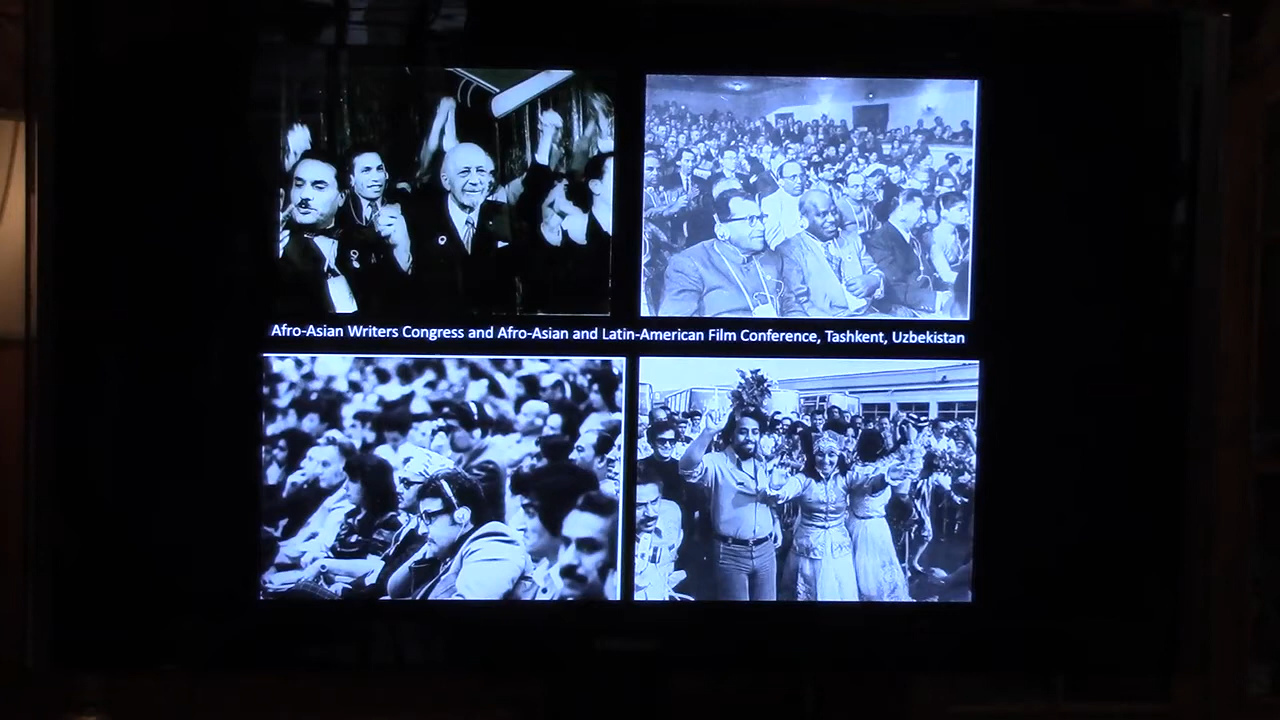 Afro-Asian Writers Congress and Afro-Asian and Latin-American Film Conference, Tashkent, Uzbekistan